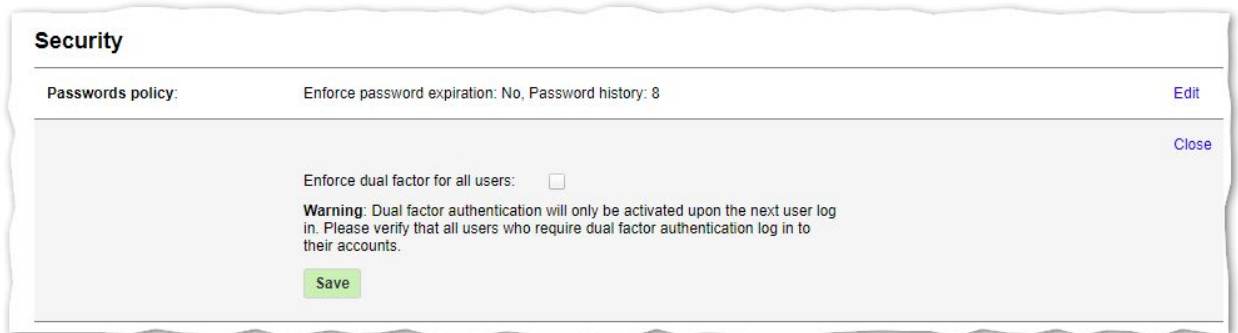 Security
Passwords policy: Enforce password expiration: No, Password history: 8 Edit
Close
Enforce dual factor for all users:
Warning: Dual factor authentication will only be activated upon the next user log
in. Please verify that all users who require dual factor authentication log in to
their accounts.
Save